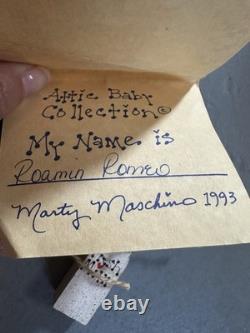 Attic Baby
Collection©
My Name is
Roamin Romeo
Marty Maschino 1993